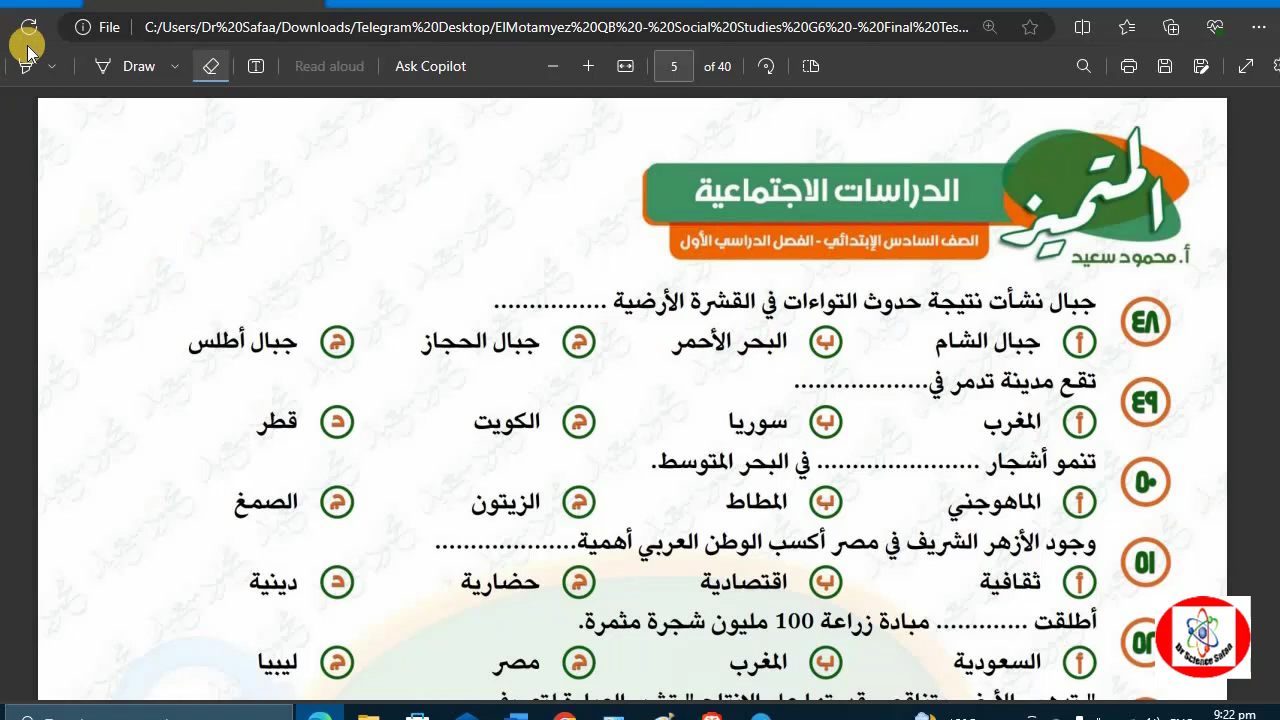 File C:/Users/Dr%20Safaa/Downloads/Telegram%20Desktop/ElMotamyez%20QB%20-%20Social%20Studies%20G6%20-%20Final%20Tes...
Draw Read aloud Ask Copilot 5 of 40
المتميز
أ. محمود سعيد
الدراسات الاجتماعية
الصف السادس الإبتدائي - الفصل الدراسي الأول
٤٨ جبال نشأت نتيجة حدوث التواءات في القشرة الأرضية ................
أ جبال الشام ب البحر الأحمر ج جبال الحجاز ج جبال أطلس
٤٩ تقع مدينة تدمر في..................
أ المغرب ب سوريا ج الكويت د قطر
٥٠ تنمو أشجار ...................... في البحر المتوسط.
أ الماهوجني ب المطاط ج الزيتون ج الصمغ
٥١ وجود الأزهر الشريف في مصر أكسب الوطن العربي أهمية....................
أ ثقافية ب اقتصادية ج حضارية د دينية
٥٢ أطلقت ............. مبادة زراعة 100 مليون شجرة مثمرة.
أ السعودية ب المغرب ج مصر ج ليبيا
Dr Science Safaa
9:22 pm